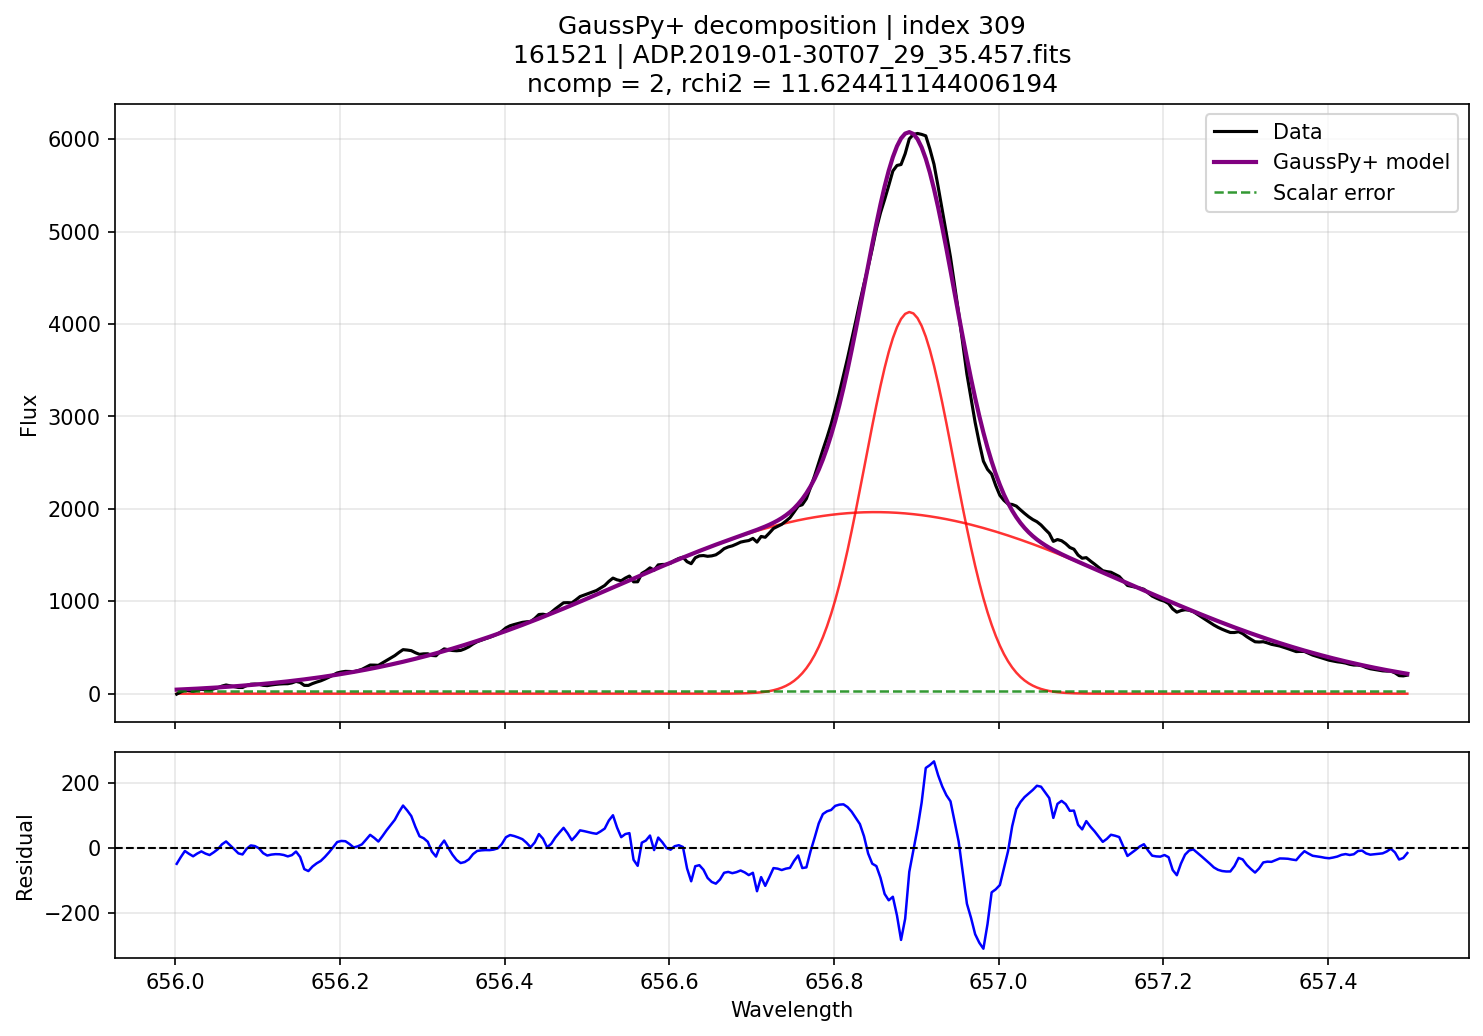 GaussPy+ decomposition | index 309
161521 | ADP.2019-01-30T07_29_35.457.fits
ncomp = 2, rchi2 = 11.624411144006194
Data
GaussPy+ model
Scalar error
6000
5000
4000
3000
2000
1000
0
Flux
200
0
−200
Residual
656.0
656.2
656.4
656.6
656.8
657.0
657.2
657.4
Wavelength